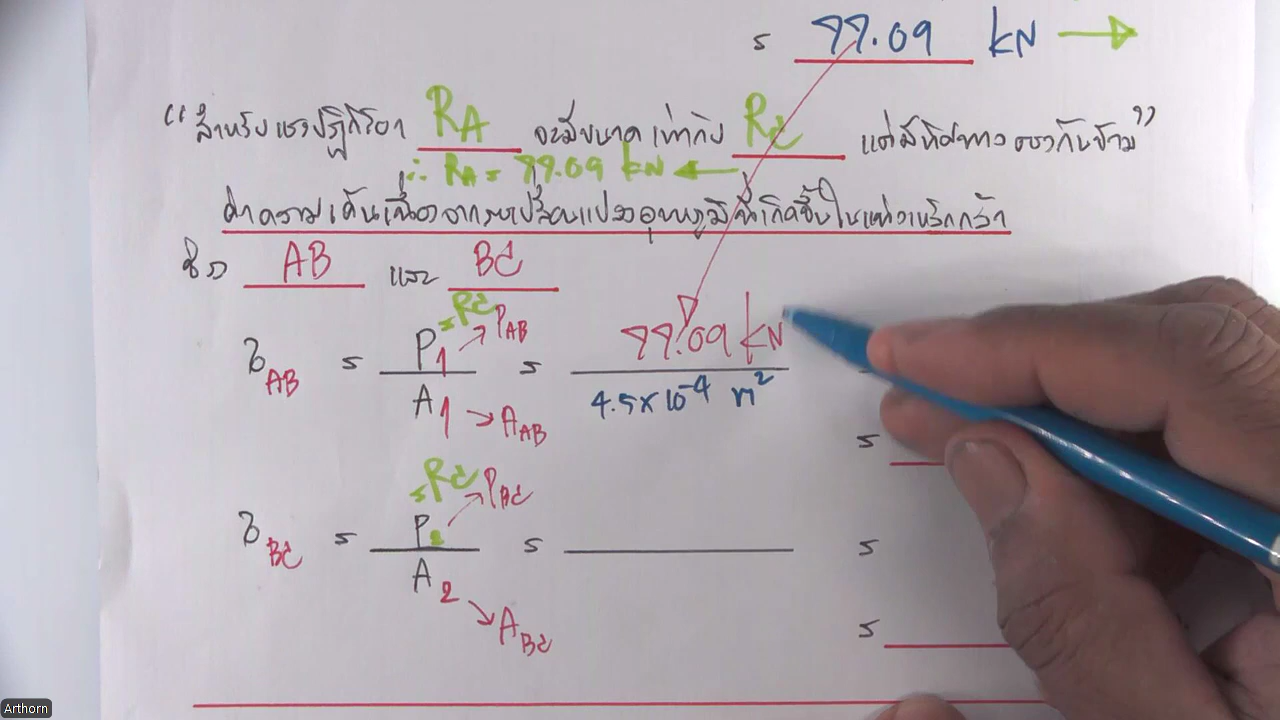 = 77.09 kN →
“สำหรับแรงปฏิกิริยา RA จะมีขนาดเท่ากับ RC แต่มีทิศทางตรงกันข้าม”
∴ RA = 77.09 kN ←
ค่าความเค้นเนื่องจากการเปลี่ยนแปลงอุณหภูมิที่เกิดขึ้นในแท่งเหล็กกล้า
ช่วง AB และ BC
σAB = P1 = RC → PAB / A1 → AAB = 77.09 kN / 4.5×10⁻⁴ m² =
=
σBC = P2 = RC → PBC / A2 → ABC = =
=
Arthorn